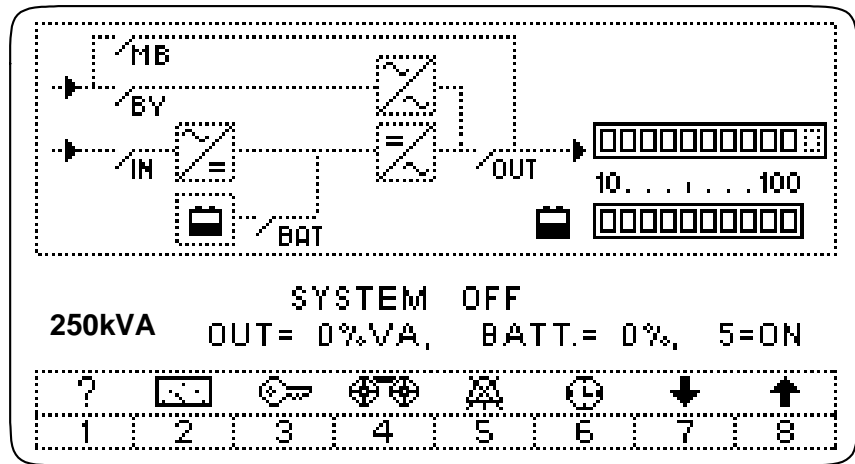 MB
BY
IN
OUT
BAT
10. . . ı . . . 100
SYSTEM OFF
250kVA
OUT= 0%VA, BATT.= 0%, 5=ON
?
1 2 3 4 5 6 7 8